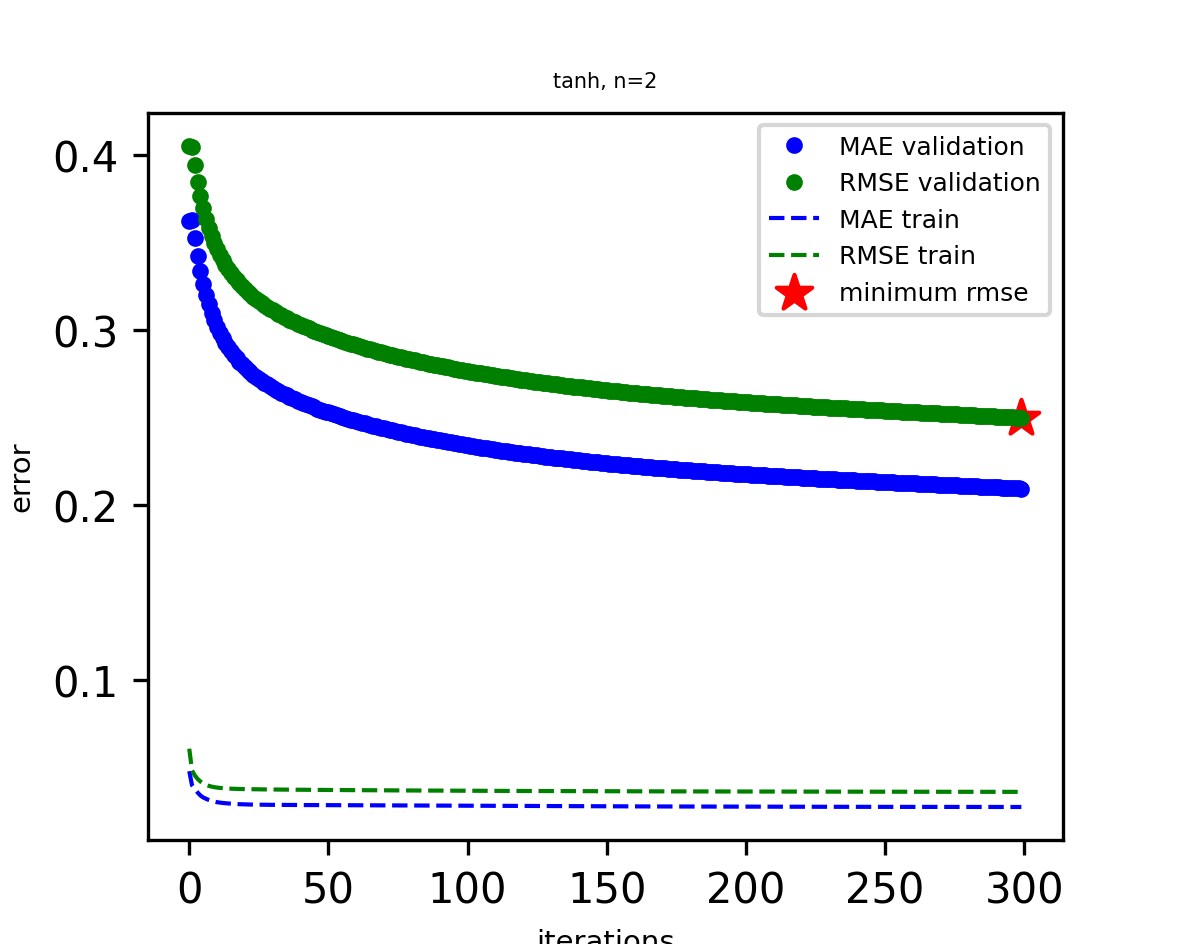 tanh, n=2
0.4
0.3
0.2
0.1
error
MAE validation
RMSE validation
MAE train
RMSE train
minimum rmse
0 50 100 150 200 250 300
iterations